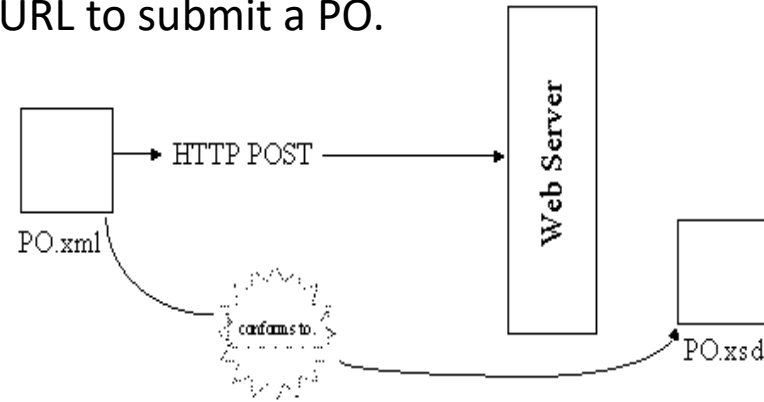 URL to submit a PO.
HTTP POST
Web Server
PO.xml
conforms to
PO.xsd